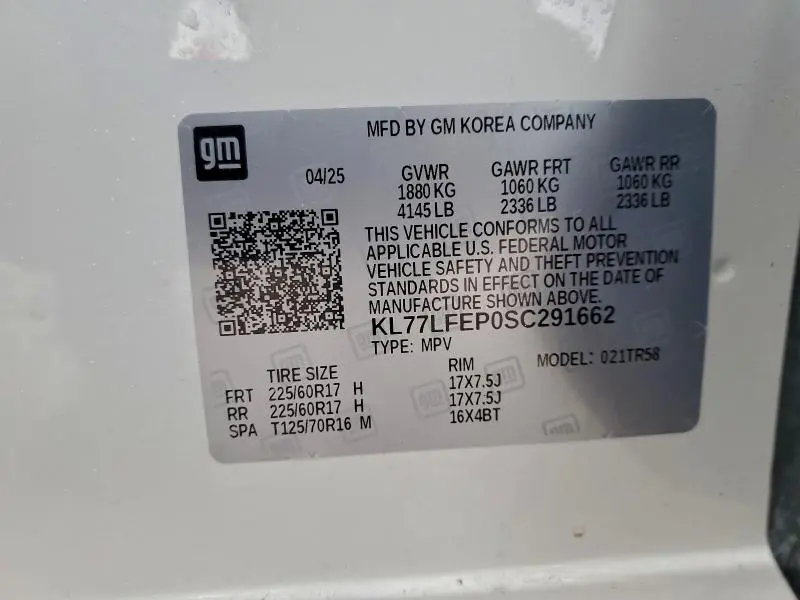 gm
MFD BY GM KOREA COMPANY
04/25
GVWR GAWR FRT GAWR RR
1880 KG 1060 KG 1060 KG
4145 LB 2336 LB 2336 LB
THIS VEHICLE CONFORMS TO ALL
APPLICABLE U.S. FEDERAL MOTOR
VEHICLE SAFETY AND THEFT PREVENTION
STANDARDS IN EFFECT ON THE DATE OF
MANUFACTURE SHOWN ABOVE.
KL77LFEP0SC291662
TYPE: MPV
MODEL: 021TR58
TIRE SIZE RIM
FRT 225/60R17 H 17X7.5J
RR 225/60R17 H 17X7.5J
SPA T125/70R16 M 16X4BT